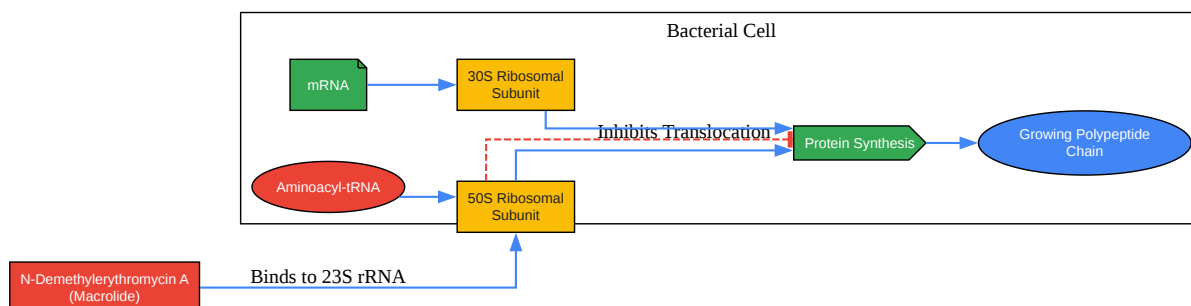 Bacterial Cell
mRNA
30S Ribosomal
Subunit
Inhibits Translocation
Protein Synthesis
Growing Polypeptide
Chain
Aminoacyl-tRNA
50S Ribosomal
Subunit
N-Demethylerythromycin A
(Macrolide)
Binds to 23S rRNA